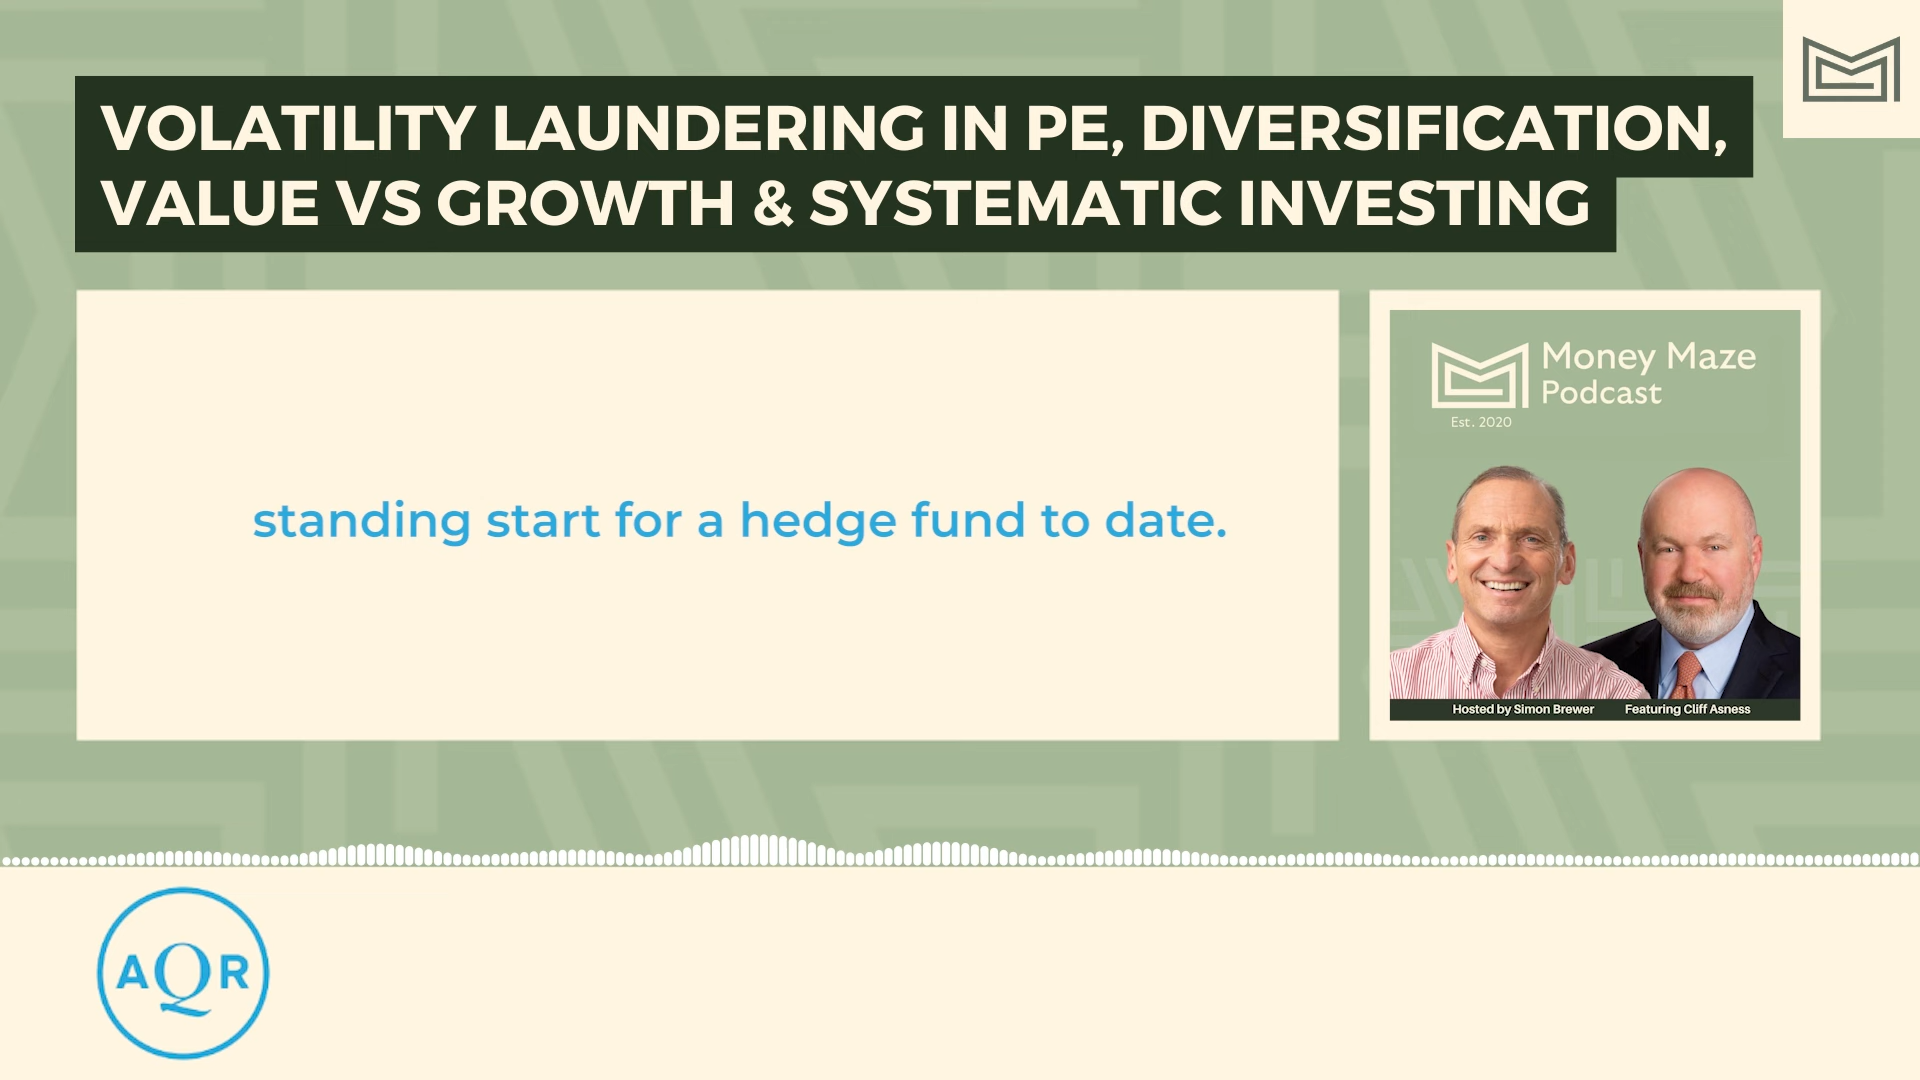 VOLATILITY LAUNDERING IN PE, DIVERSIFICATION,
VALUE VS GROWTH & SYSTEMATIC INVESTING
standing start for a hedge fund to date.
Money Maze
Podcast
Est. 2020
Hosted by Simon Brewer
Featuring Cliff Asness
AQR